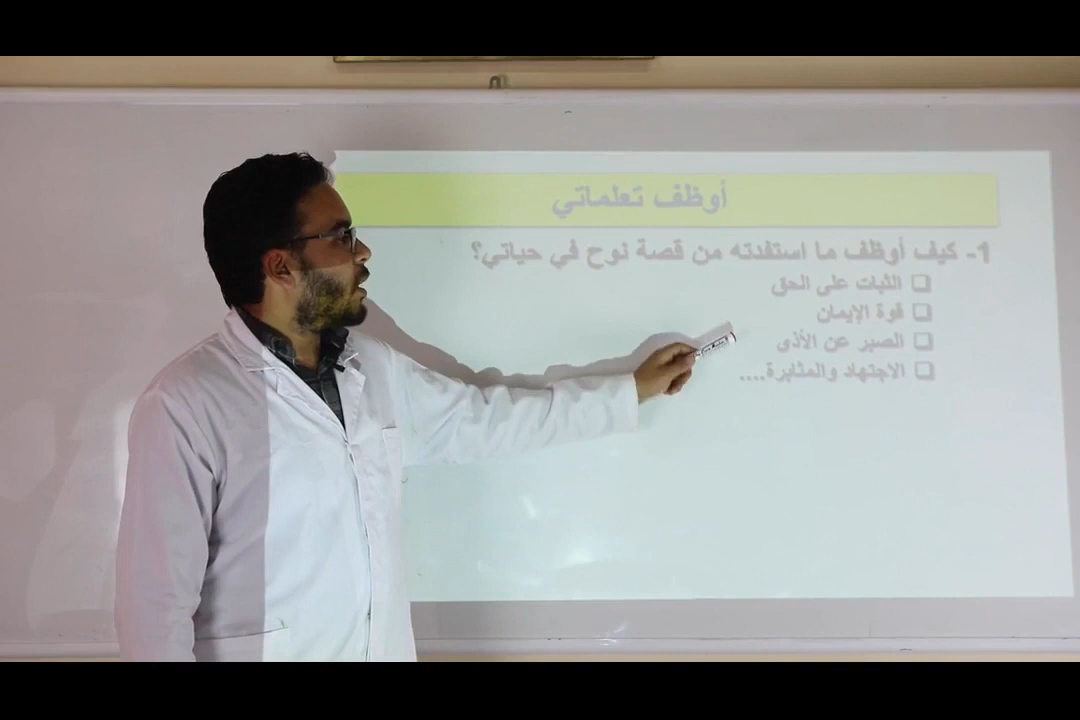 أوظف تعلماتي
1- كيف أوظف ما استفدته من قصة نوح في حياتي؟
الثبات على الحق
قوة الإيمان
الصبر عن الأذى
الاجتهاد والمثابرة....